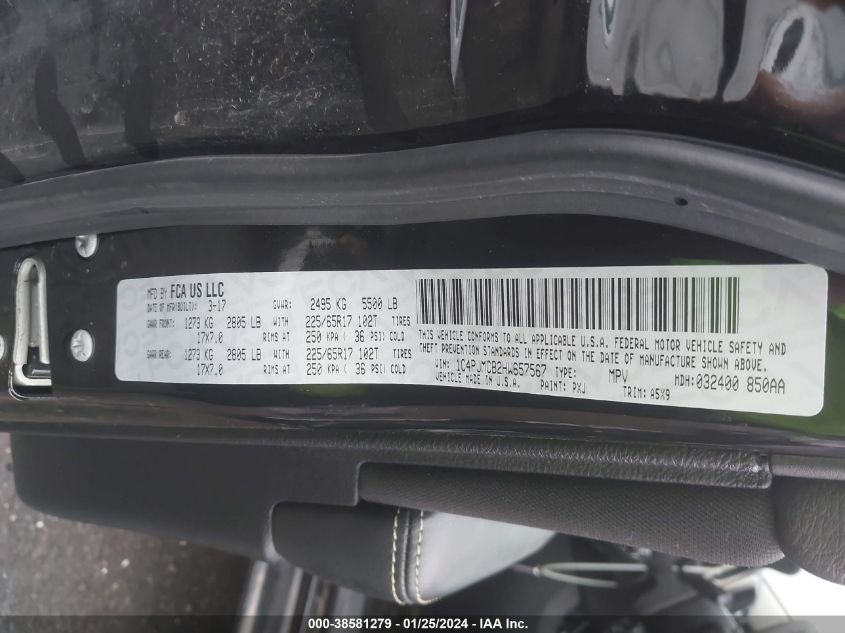 MFD BY FCA US LLC
DATE OF MFR(BUILT): 3-17 GVWR: 2495 KG 5500 LB
GAWR FRONT: 1273 KG 2805 LB WITH 225/65R17 102T TIRES
17X7.0 RIMS AT 250 KPA ( 36 PSI) COLD
GAWR REAR: 1273 KG 2805 LB WITH 225/65R17 102T TIRES
17X7.0 RIMS AT 250 KPA ( 36 PSI) COLD
THIS VEHICLE CONFORMS TO ALL APPLICABLE U.S.A. FEDERAL MOTOR VEHICLE SAFETY AND
THEFT PREVENTION STANDARDS IN EFFECT ON THE DATE OF MANUFACTURE SHOWN ABOVE.
VIN: 1C4PJMCB2HW657567 TYPE: MPV MDH: 032400 850AA
VEHICLE MADE IN U.S.A. PAINT: PXJ TRIM: A5X9
000-38581279 - 01/25/2024 - IAA Inc.